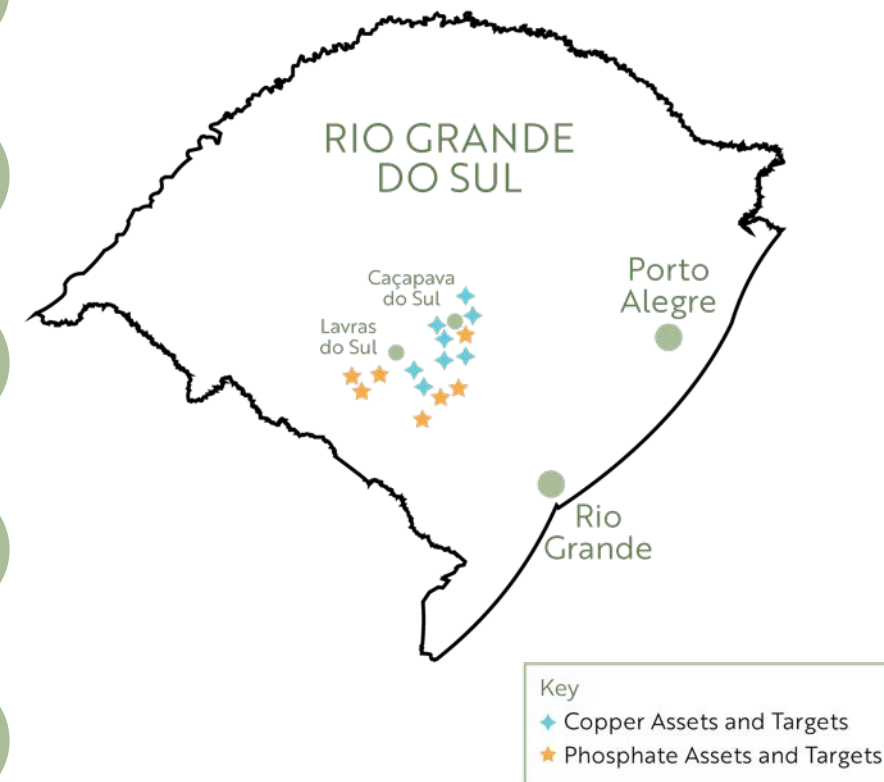 RIO GRANDE
DO SUL
Caçapava
do Sul
Lavras
do Sul
Porto
Alegre
Rio
Grande
Key
Copper Assets and Targets
Phosphate Assets and Targets